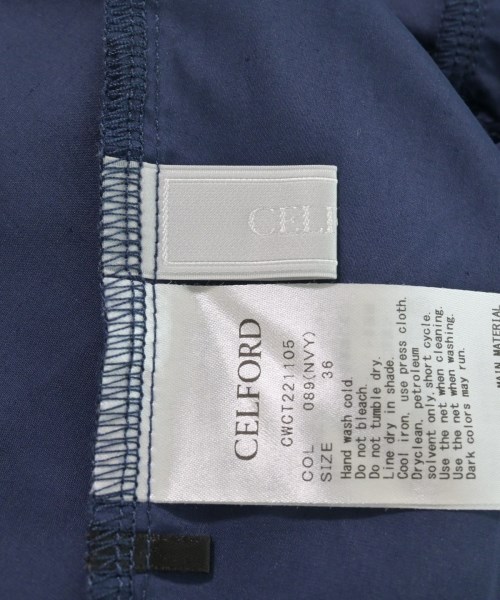 CEL
CELFORD
CWCT221105
COL 089(NVY)
SIZE 36
Hand wash cold.
Do not bleach.
Do not tumble dry.
Line dry in shade.
Cool iron, use press cloth.
Dryclean, petroleum
solvent only,short cycle.
Use the net when cleaning.
Use the net when washing.
Dark colors may run.
MAIN MATERIAL